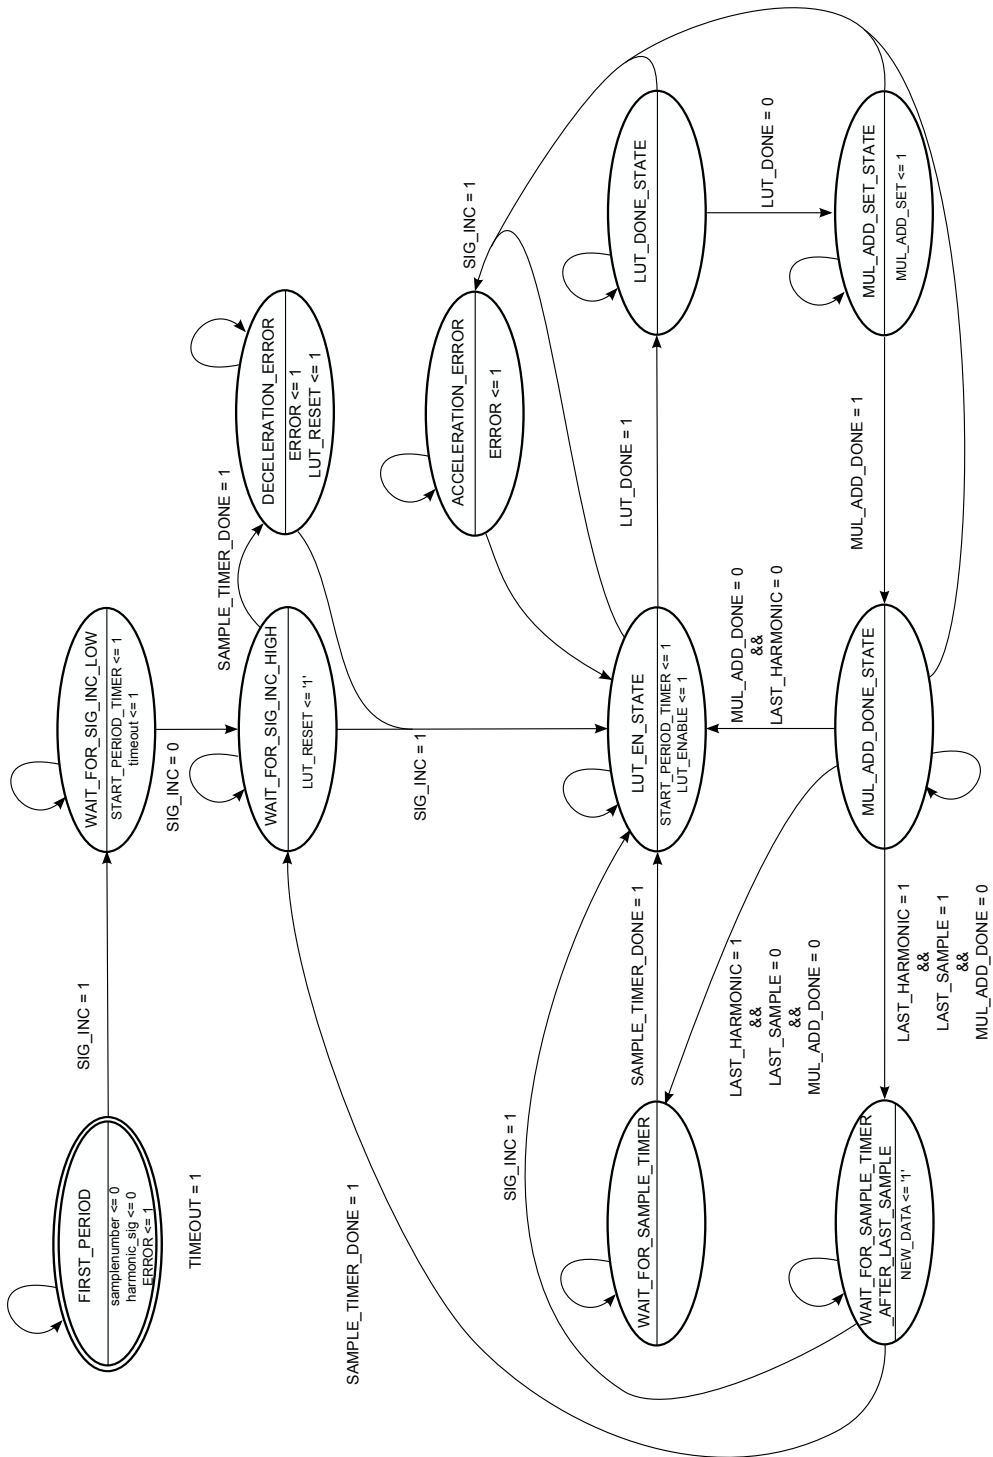 FIRST_PERIOD
samplenumber <= 0
harmonic_sig <= 0
ERROR <= 1
TIMEOUT = 1
SIG_INC = 1
WAIT_FOR_SIG_INC_LOW
START_PERIOD_TIMER <= 1
timeout <= 1
SIG_INC = 0
WAIT_FOR_SIG_INC_HIGH
LUT_RESET <= '1'
SAMPLE_TIMER_DONE = 1
DECELERATION_ERROR
ERROR <= 1
LUT_RESET <= 1
SAMPLE_TIMER_DONE = 1
SIG_INC = 1
ACCELERATION_ERROR
ERROR <= 1
SIG_INC = 1
SIG_INC = 1
WAIT_FOR_SAMPLE_TIMER
SAMPLE_TIMER_DONE = 1
LUT_EN_STATE
START_PERIOD_TIMER <= 1
LUT_ENABLE <= 1
LUT_DONE = 1
LUT_DONE_STATE
LAST_HARMONIC = 1
&&
LAST_SAMPLE = 0
&&
MUL_ADD_DONE = 0
MUL_ADD_DONE = 0
&&
LAST_HARMONIC = 0
LUT_DONE = 0
WAIT_FOR_SAMPLE_TIMER
_AFTER_LAST_SAMPLE
NEW_DATA <= '1'
LAST_HARMONIC = 1
&&
LAST_SAMPLE = 1
&&
MUL_ADD_DONE = 0
MUL_ADD_DONE_STATE
MUL_ADD_DONE = 1
MUL_ADD_SET_STATE
MUL_ADD_SET <= 1